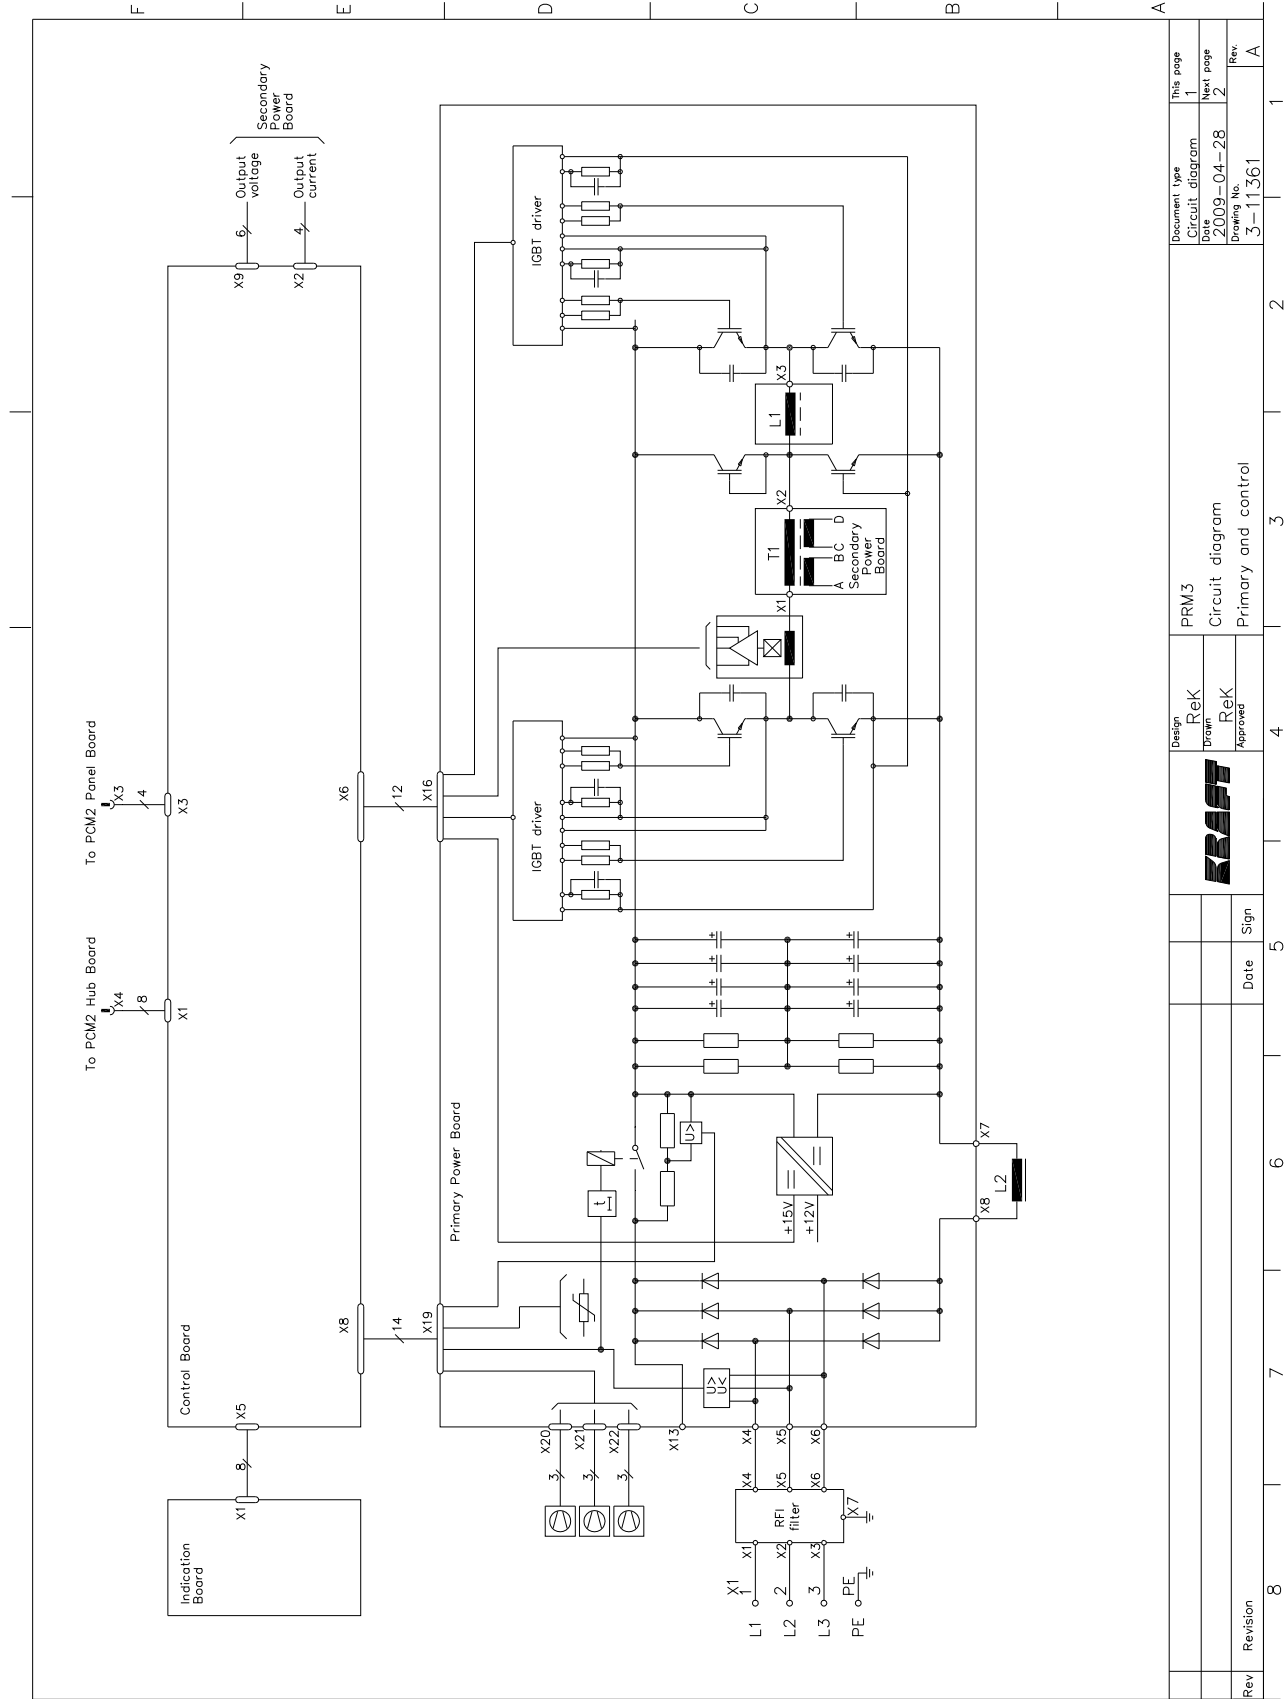 F
E
D
C
B
A
To PCM2 Hub Board
X4
8
X1
To PCM2 Panel Board
X3
4
X3
Indication
Board
X1
8
X5
Control Board
X8
14
X19
X6
12
X16
X9
6
Output
voltage
X2
4
Output
current
Secondary
Power
Board
Primary Power Board
X20
3
X21
3
X22
3
X13
IGBT driver
IGBT driver
t
U>
U>
U<
+15V
+12V
X1
T1
A
B
C
D
Secondary
Power
Board
X2
L1
X3
X1
L1
1
X1
RFI
filter
X4
X4
L2
2
X2
X5
X5
L3
3
X3
X6
X6
PE
PE
X7
X8
L2
X7
Rev
Revision
Date
Sign
KRAFT
Design
ReK
Drawn
ReK
Approved
PRM3
Circuit diagram
Primary and control
Document type
Circuit diagram
Date
2009-04-28
Drawing No.
3-11361
This page
1
Next page
2
Rev.
A
8
7
6
5
4
3
2
1